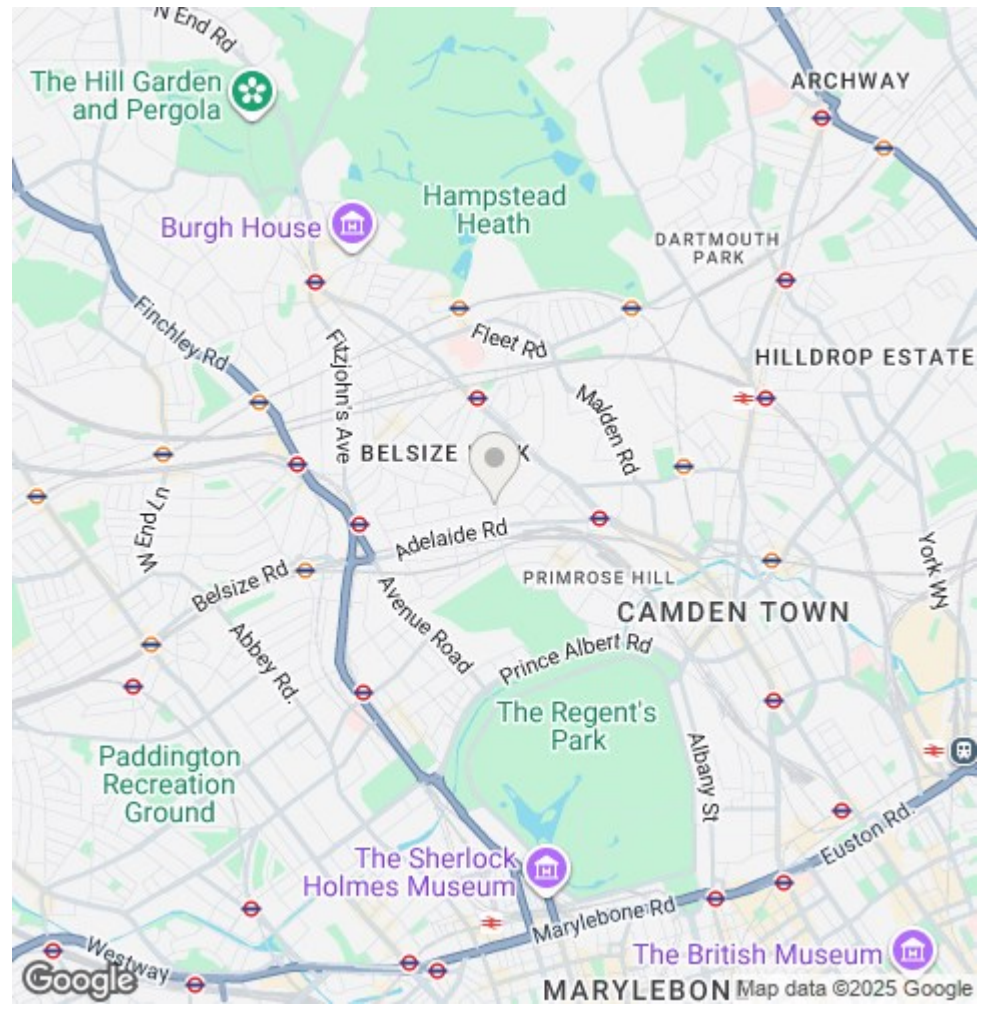 N End Rd
The Hill Garden
and Pergola
ARCHWAY
Hampstead
Heath
Burgh House
DARTMOUTH
PARK
Finchley Rd
Fitzjohn's Ave
Fleet Rd
HILLDROP ESTATE
Malden Rd
BELSIZE
W End Ln
Adelaide Rd
York Wy
Belsize Rd
PRIMROSE HILL
Avenue Road
CAMDEN TOWN
Abbey Rd.
Prince Albert Rd
The Regent's
Park
Albany St
Paddington
Recreation
Ground
Euston Rd.
The Sherlock
Holmes Museum
Marylebone Rd
The British Museum
Westway
Google
MARYLEBON
Map data ©2025 Google